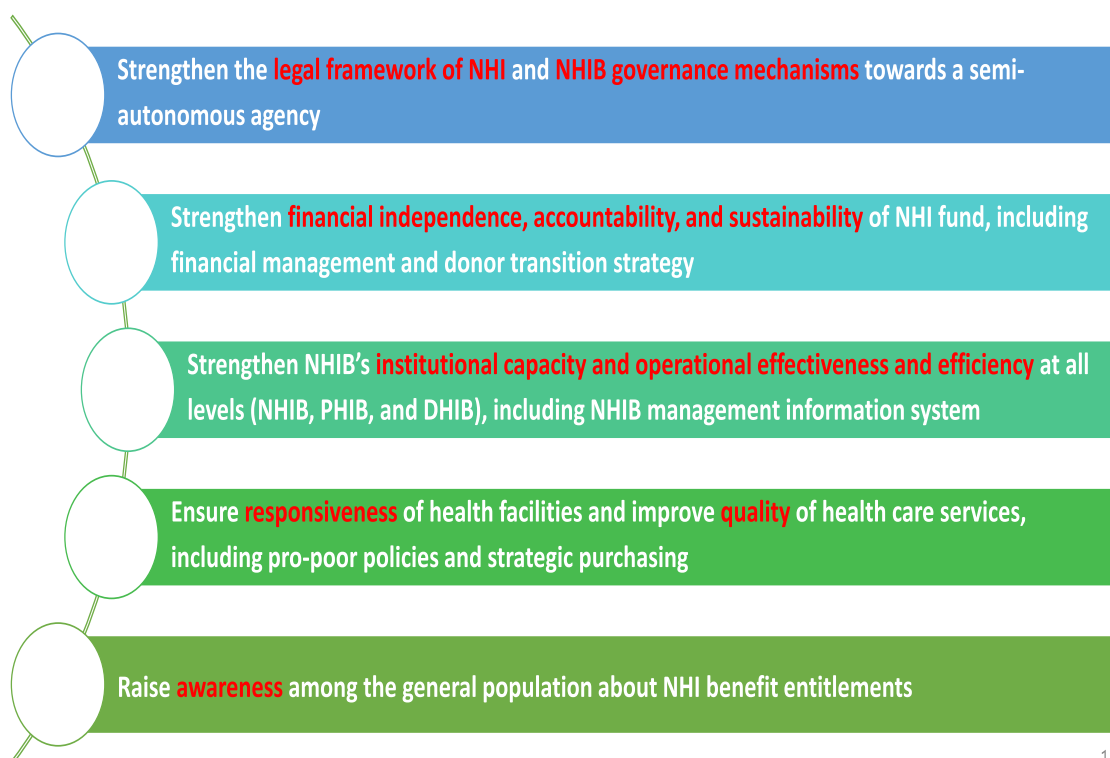 Strengthen the legal framework of NHI and NHIB governance mechanisms towards a semi-
autonomous agency
Strengthen financial independence, accountability, and sustainability of NHI fund, including
financial management and donor transition strategy
Strengthen NHIB’s institutional capacity and operational effectiveness and efficiency at all
levels (NHIB, PHIB, and DHIB), including NHIB management information system
Ensure responsiveness of health facilities and improve quality of health care services,
including pro-poor policies and strategic purchasing
Raise awareness among the general population about NHI benefit entitlements
1